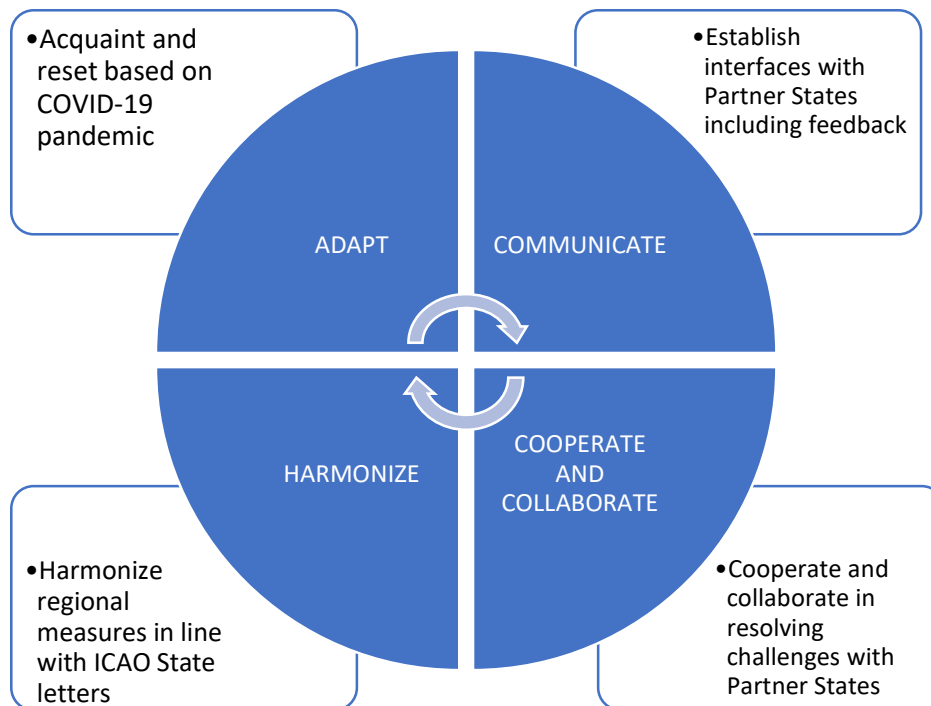 •Acquaint and
reset based on
COVID-19
pandemic
•Establish
interfaces with
Partner States
including feedback
ADAPT
COMMUNICATE
HARMONIZE
COOPERATE
AND
COLLABORATE
•Harmonize
regional
measures in line
with ICAO State
letters
•Cooperate and
collaborate in
resolving
challenges with
Partner States